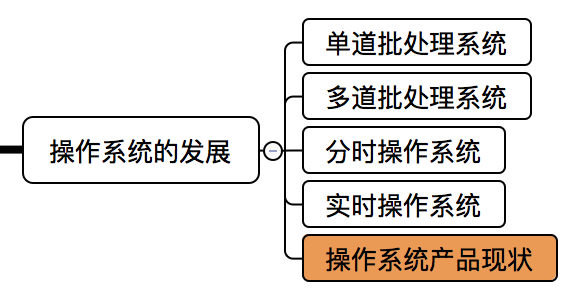 单道批处理系统
多道批处理系统
操作系统的发展
分时操作系统
实时操作系统
操作系统产品现状